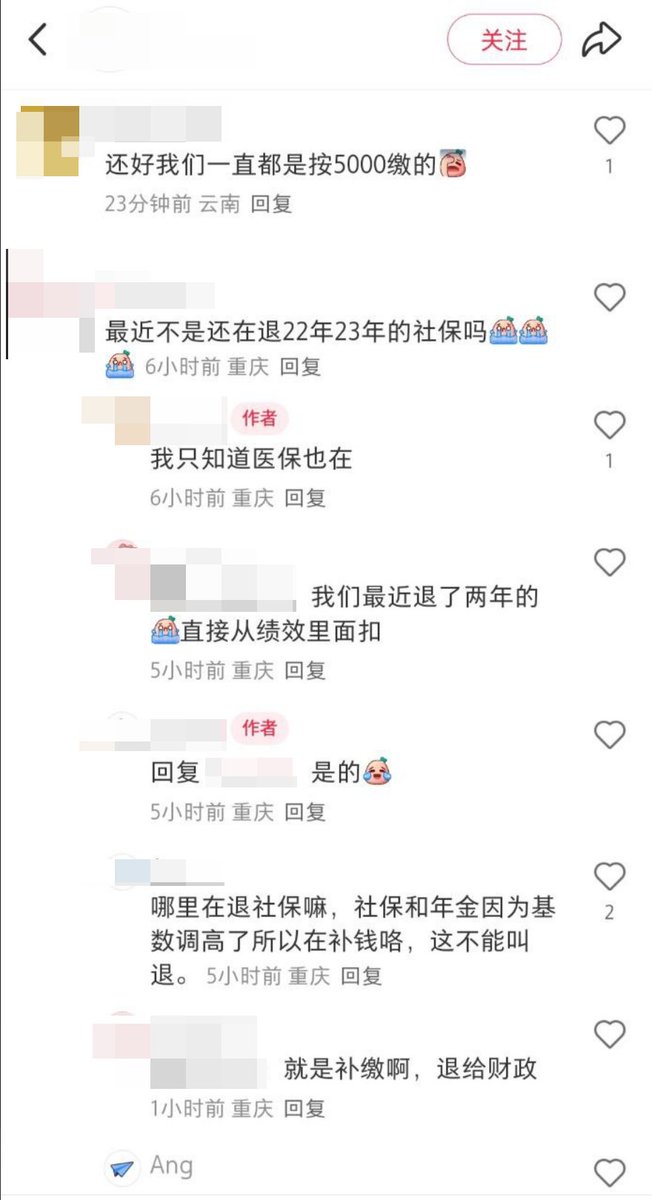 关注
还好我们一直都是按5000缴的
1
23分钟前 云南 回复
最近不是还在退22年23年的社保吗
6小时前 重庆 回复
作者
我只知道医保也在
1
6小时前 重庆 回复
我们最近退了两年的
直接从绩效里面扣
5小时前 重庆 回复
作者
回复 是的
5小时前 重庆 回复
哪里在退社保嘛，社保和年金因为基
2
数调高了所以在补钱咯，这不能叫
退。 5小时前 重庆 回复
就是补缴啊，退给财政
1小时前 重庆 回复
Ang